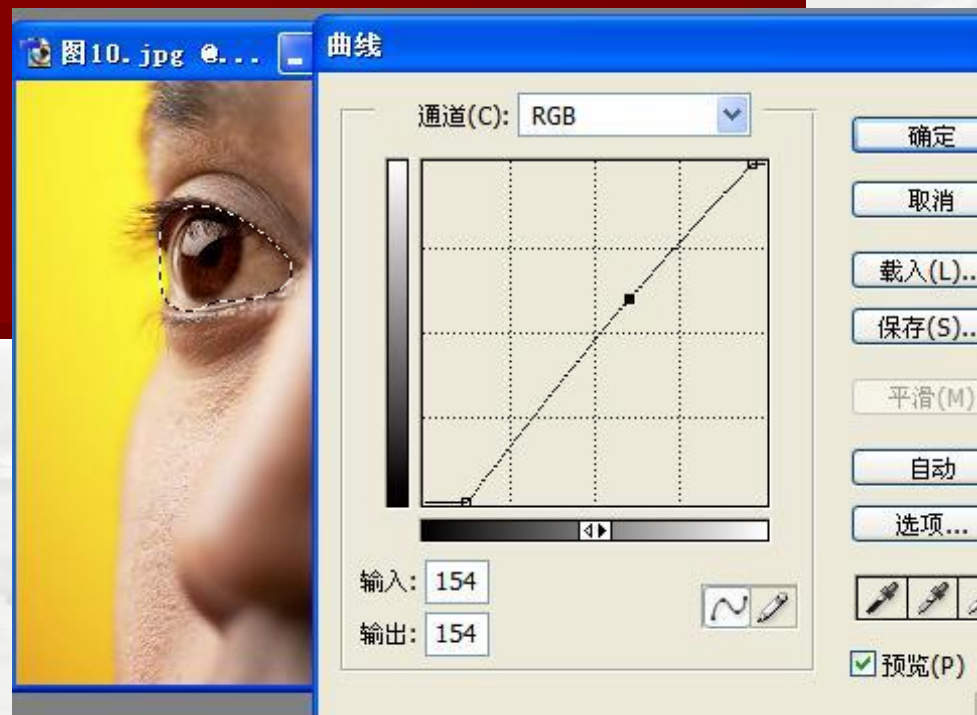 图10.jpg @...
曲线
通道(C): RGB
确定
取消
载入(L)...
保存(S)...
平滑(M)
自动
选项...
输入: 154
输出: 154
预览(P)